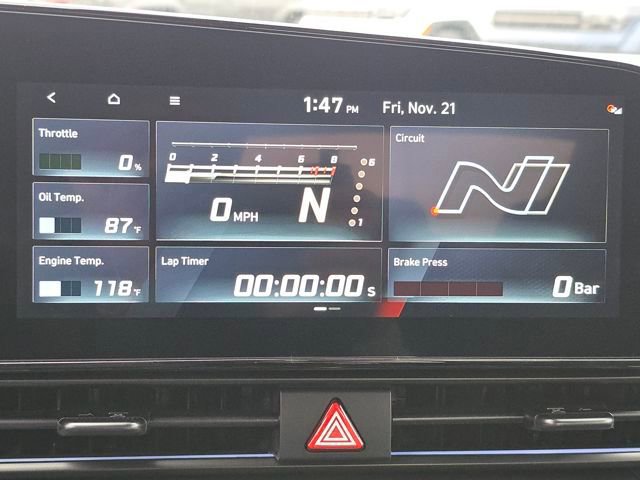 1:47 PM Fri, Nov. 21
Throttle
0 %
Oil Temp.
87 °F
Engine Temp.
118 °F
0 2 4 6 8
6
1
0 MPH N
Lap Timer
00:00:00 s
Circuit
N
Brake Press
0 Bar